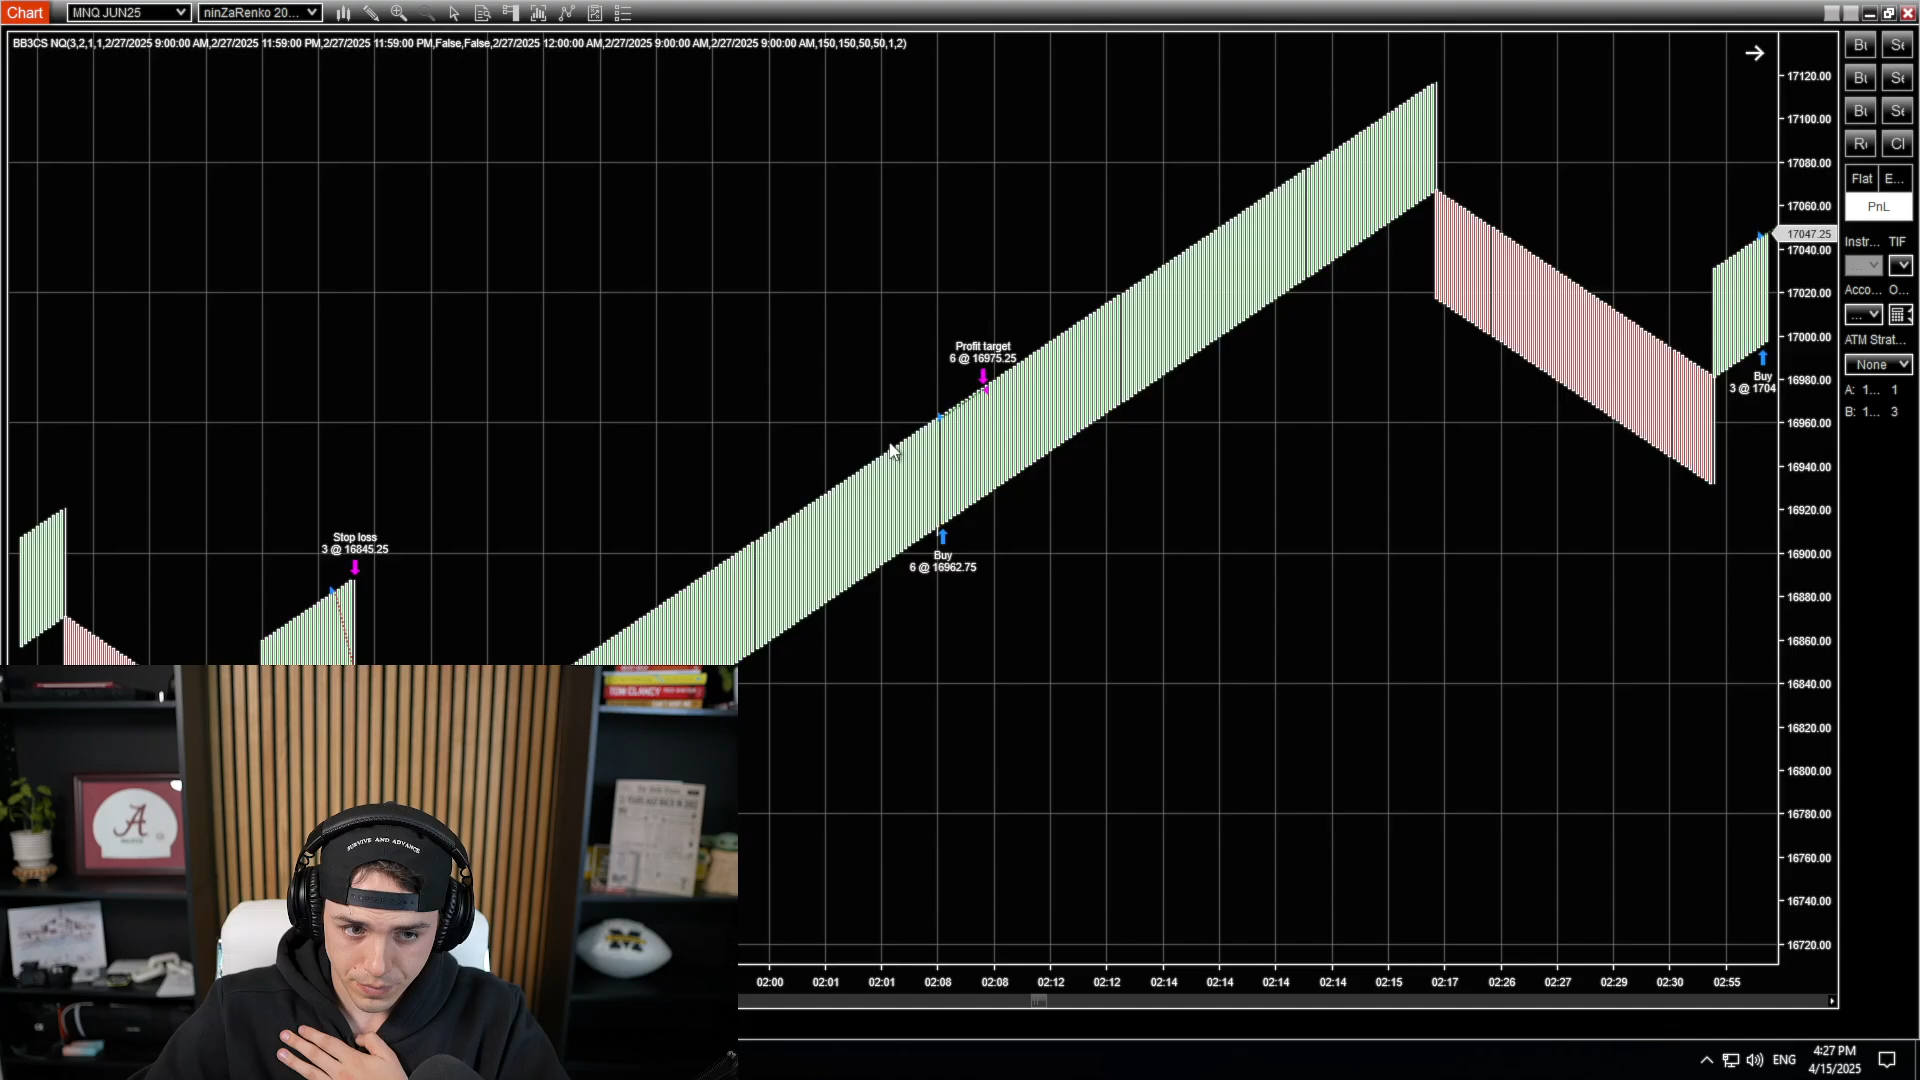 Chart
MNQ JUN25
ninZaRenko 20...
BB3CS NQ(3,2,1,1,2/27/2025 9:00:00 AM,2/27/2025 11:59:00 PM,2/27/2025 11:59:00 PM,False,False,2/27/2025 12:00:00 AM,2/27/2025 9:00:00 AM,2/27/2025 9:00:00 AM,150,150,50,50,1,2)
17120.00
17100.00
17080.00
17060.00
17047.25
17040.00
17020.00
17000.00
16980.00
16960.00
16940.00
16920.00
16900.00
16880.00
16860.00
16840.00
16820.00
16800.00
16780.00
16760.00
16740.00
16720.00
Flat
E...
PnL
Instr...
TIF
Acco...
O...
...
ATM Strat...
None
A: 1... 1
B: 1... 3
Profit target
6 @ 16975.25
Buy
3 @ 1704
Stop loss
3 @ 16845.25
Buy
6 @ 16962.75
TOM CLANCY
A
SURVIVE AND ADVANCE
M
02:00 02:01 02:01 02:08 02:08 02:12 02:12 02:14 02:14 02:14 02:14 02:15 02:17 02:26 02:27 02:29 02:30 02:55
ENG
4:27 PM
4/15/2025